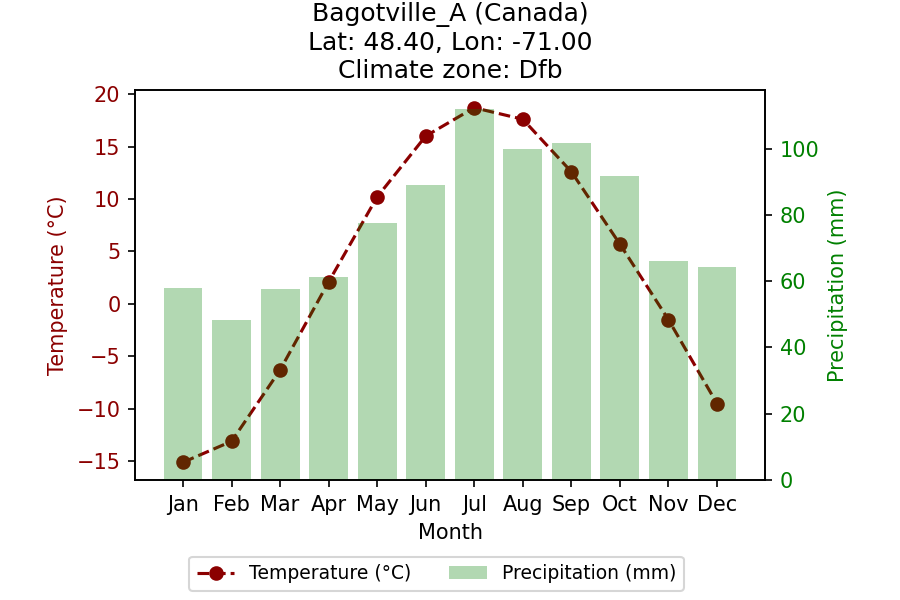 Bagotville_A (Canada)
Lat: 48.40, Lon: -71.00
Climate zone: Dfb
Temperature (°C)
20
15
10
5
0
−5
−10
−15
100
80
60
40
20
0
Precipitation (mm)
Jan Feb Mar Apr May Jun Jul Aug Sep Oct Nov Dec
Month
Temperature (°C) Precipitation (mm)